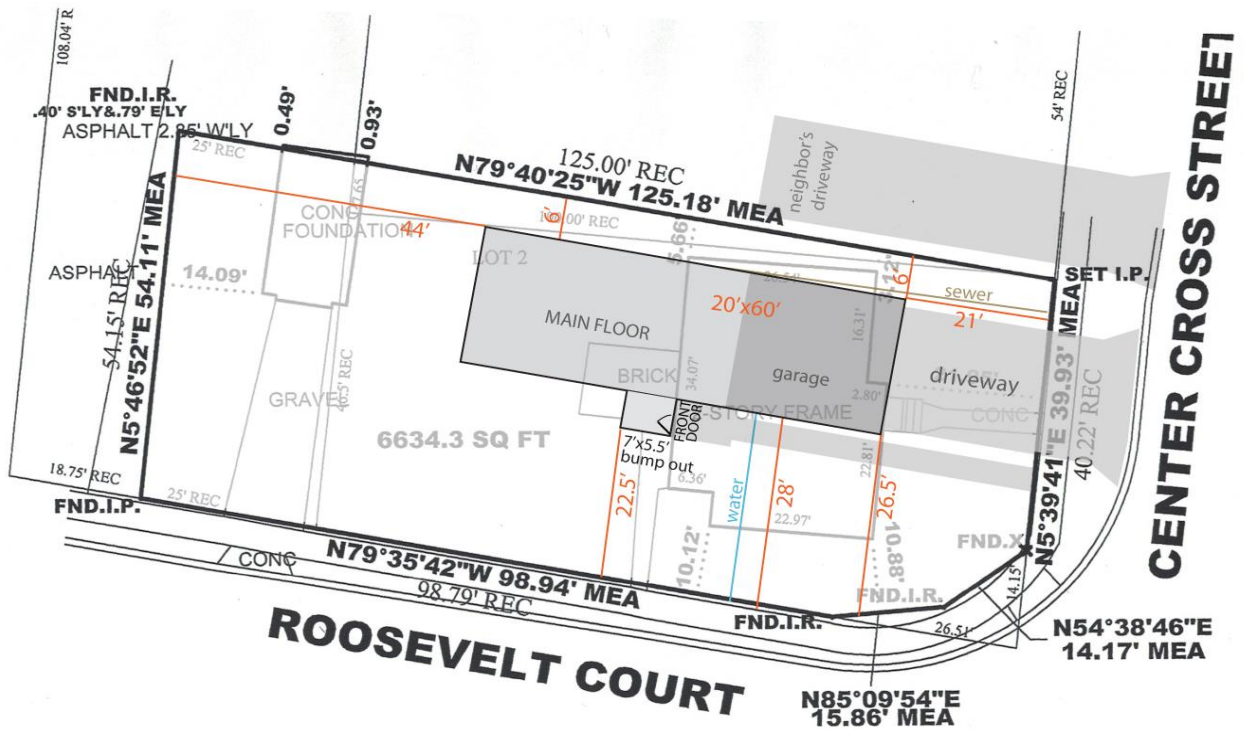 108.04' R
FND.I.R.
.40' S'LY&.79' E'LY
ASPHALT 2.85' W'LY
25' REC
0.49'
0.93'
125.00' REC
N79°40'25"W 125.18' MEA
neighbor's
driveway
54' REC
CENTER CROSS STREET
N5°46'52"E 54.11' MEA
54.15' REC
ASPHALT
14.09'
CONC
FOUNDATION
44'
6'
LOT 2
5.66'
26.54'
3.12'
6'
SET I.P.
sewer
21'
20'x60'
MAIN FLOOR
16.31'
garage
driveway
BRICK
34.07'
2.80'
-STORY FRAME
CONC
GRAVEL
6634.3 SQ FT
FRONT
DOOR
7'x5.5'
bump out
22.81'
N5°39'41"E 39.93' MEA
40.22' REC
18.75' REC
FND.I.P.
25' REC
22.5'
6.36'
water
28'
22.97'
26.5'
10.12'
10.88'
FND.X
FND.I.R.
14.15'
CONC
N79°35'42"W 98.94' MEA
98.79' REC
FND.I.R.
26.51'
N54°38'46"E
14.17' MEA
ROOSEVELT COURT
N85°09'54"E
15.86' MEA